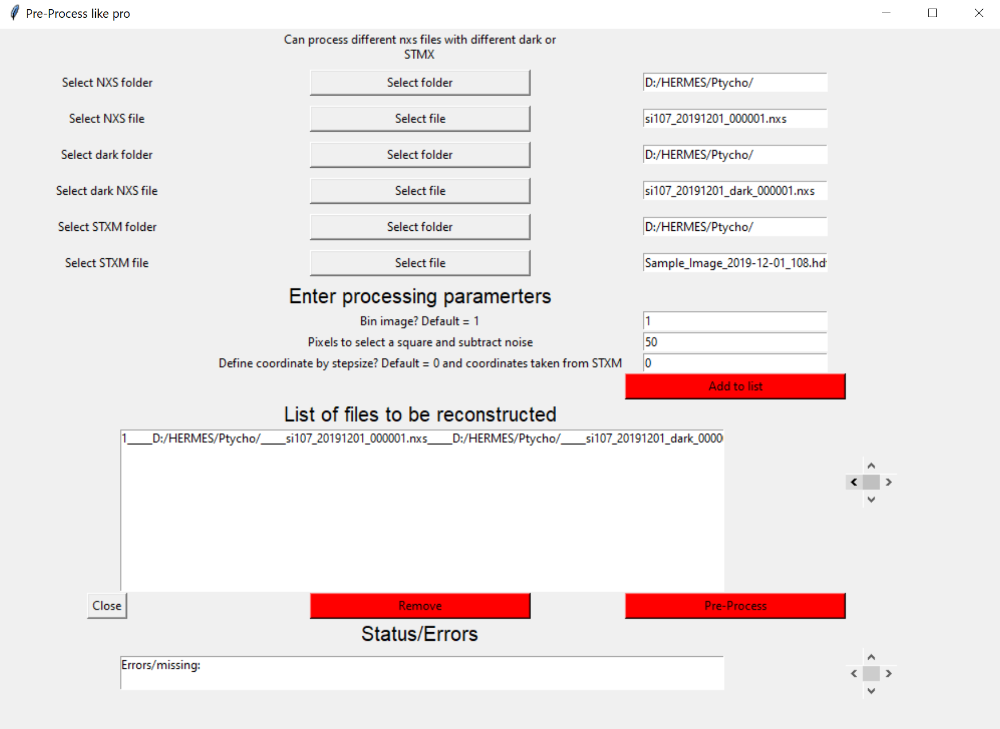 Pre-Process like pro
Can process different nxs files with different dark or
STMX
Select NXS folder Select folder D:/HERMES/Ptycho/
Select NXS file Select file si107_20191201_000001.nxs
Select dark folder Select folder D:/HERMES/Ptycho/
Select dark NXS file Select file si107_20191201_dark_000001.nxs
Select STXM folder Select folder D:/HERMES/Ptycho/
Select STXM file Select file Sample_Image_2019-12-01_108.hd
Enter processing paramerters
Bin image? Default = 1 1
Pixels to select a square and subtract noise 50
Define coordinate by stepsize? Default = 0 and coordinates taken from STXM 0
Add to list
List of files to be reconstructed
1____D:/HERMES/Ptycho/____si107_20191201_000001.nxs____D:/HERMES/Ptycho/____si107_20191201_dark_0000
Close Remove Pre-Process
Status/Errors
Errors/missing: